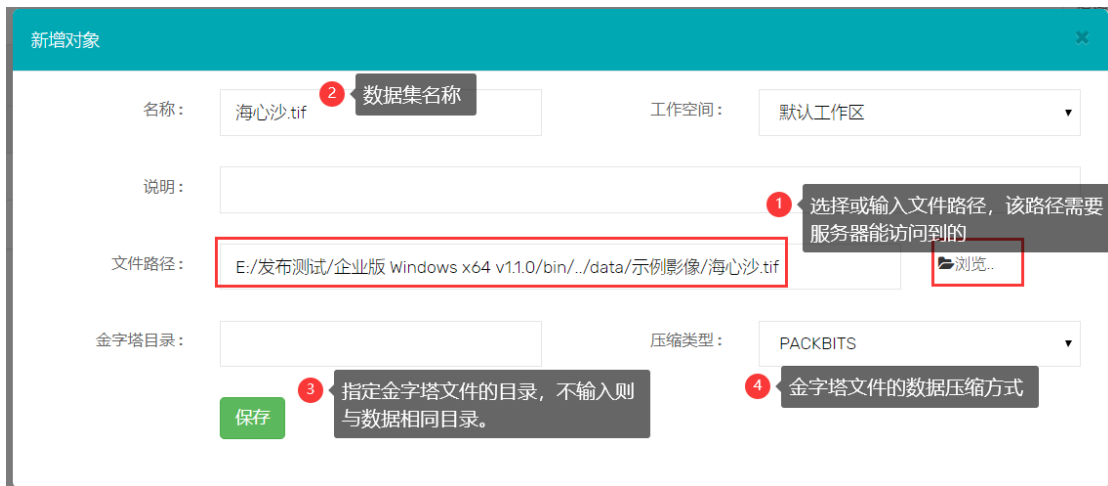 新增对象
×
名称：
海心沙.tif
2
数据集名称
工作空间：
默认工作区
说明：
1
选择或输入文件路径，该路径需要
服务器能访问到的
文件路径：
E:/发布测试/企业版 Windows x64 v1.1.0/bin/../data/示例影像/海心沙.tif
浏览..
金字塔目录：
压缩类型：
PACKBITS
3
指定金字塔文件的目录，不输入则
与数据相同目录。
4
金字塔文件的数据压缩方式
保存